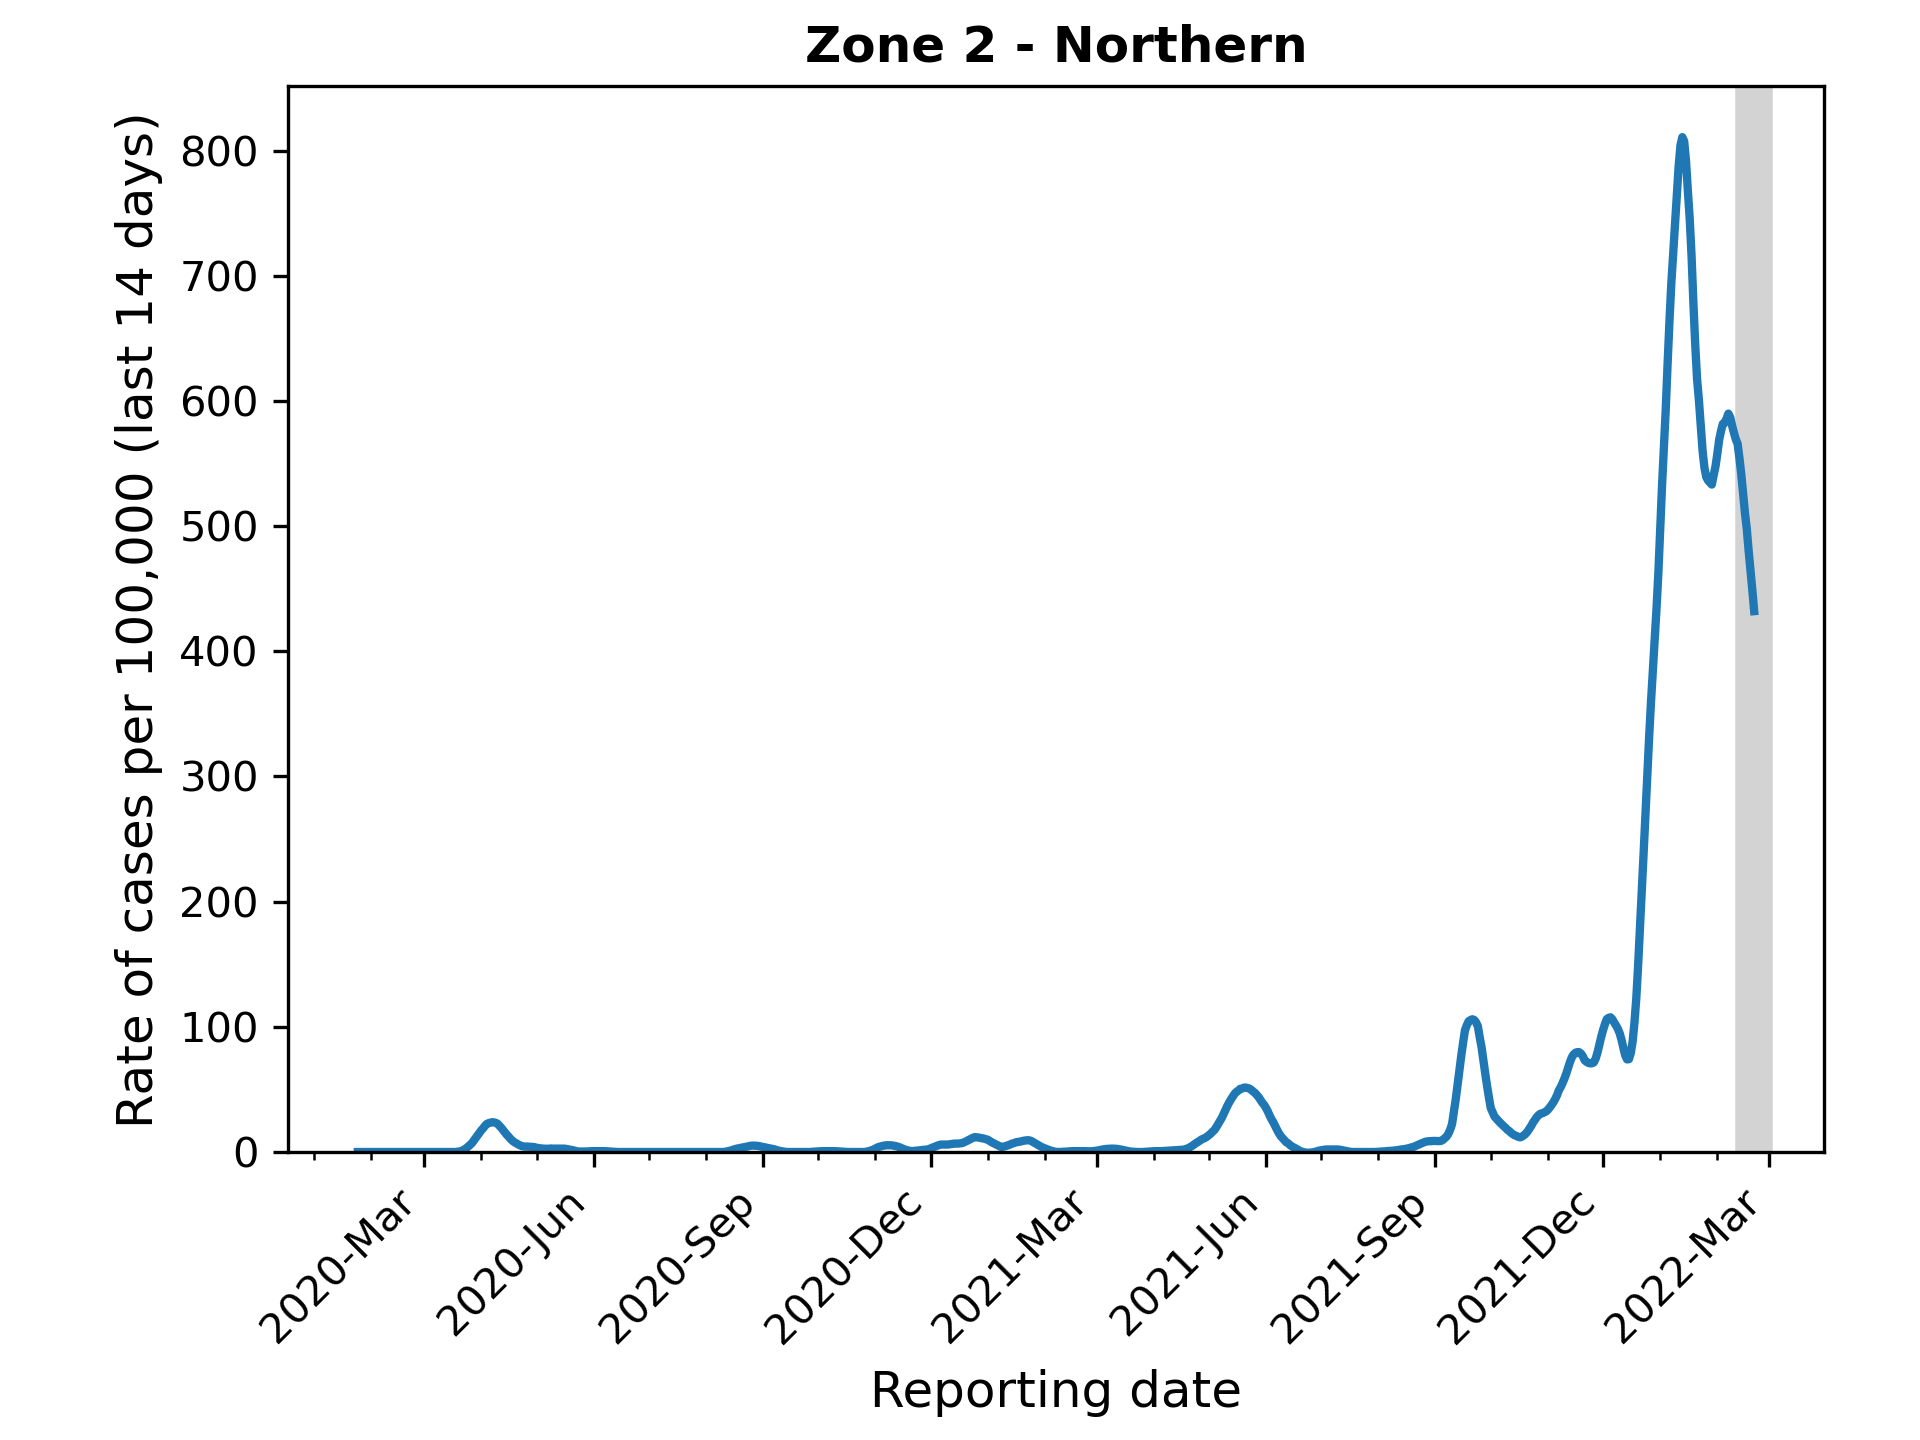 Zone 2 - Northern
Rate of cases per 100,000 (last 14 days)
800
700
600
500
400
300
200
100
0
2020-Mar
2020-Jun
2020-Sep
2020-Dec
2021-Mar
2021-Jun
2021-Sep
2021-Dec
2022-Mar
Reporting date